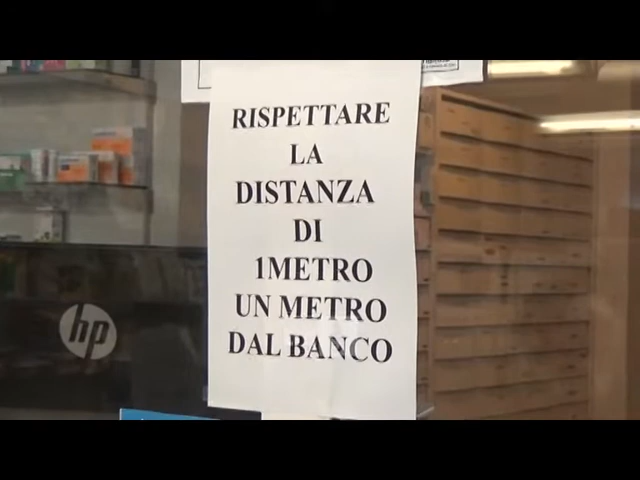 RISPETTARE
LA
DISTANZA
DI
1METRO
UN METRO
DAL BANCO
hp